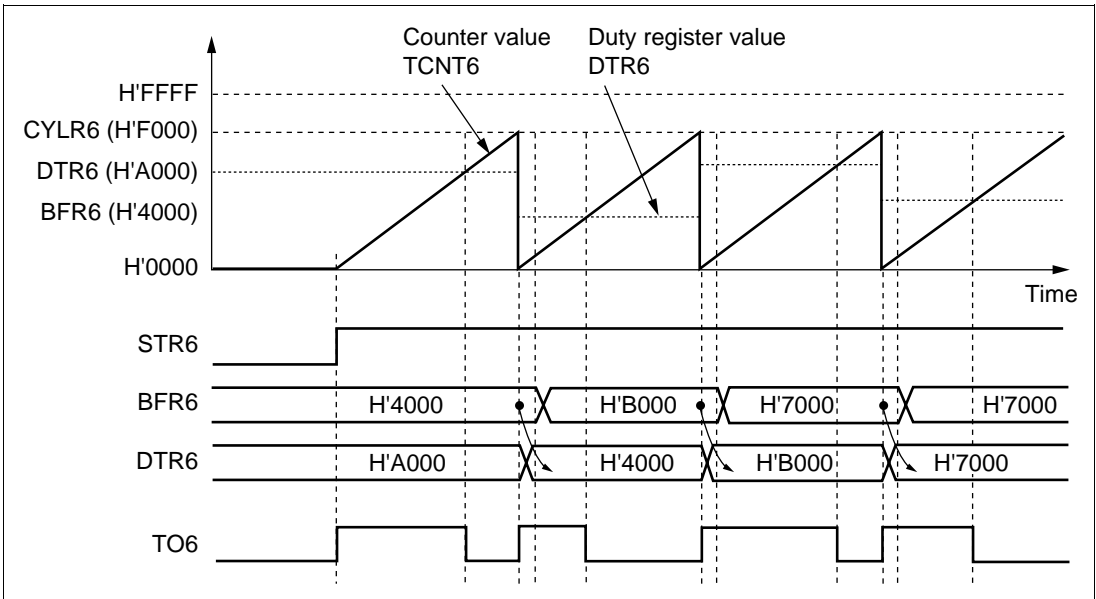 Counter value Duty register value
TCNT6 DTR6
H'FFFF
CYLR6 (H'F000)
DTR6 (H'A000)
BFR6 (H'4000)
H'0000
Time
STR6
BFR6 H'4000 H'B000 H'7000 H'7000
DTR6 H'A000 H'4000 H'B000 H'7000
TO6